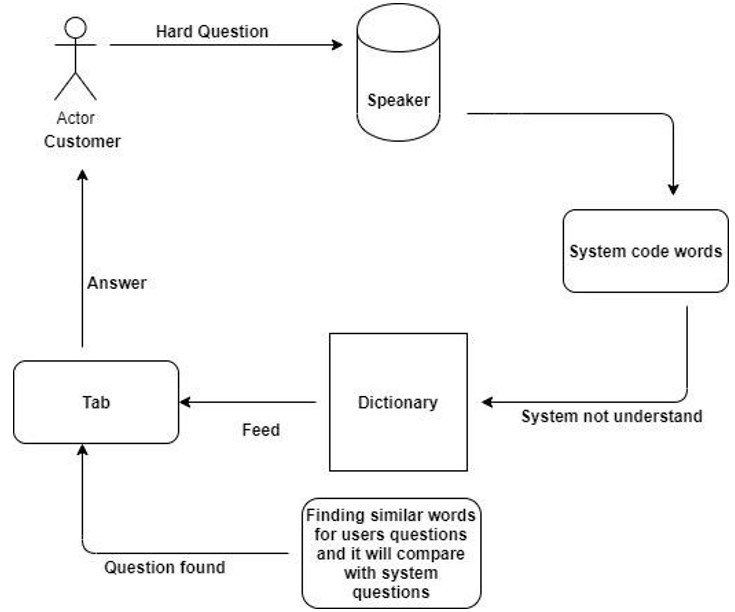 Hard Question
Speaker
Actor
Customer
System code words
Answer
Tab
Feed
Dictionary
System not understand
Finding similar words
for users questions
and it will compare
with system
questions
Question found